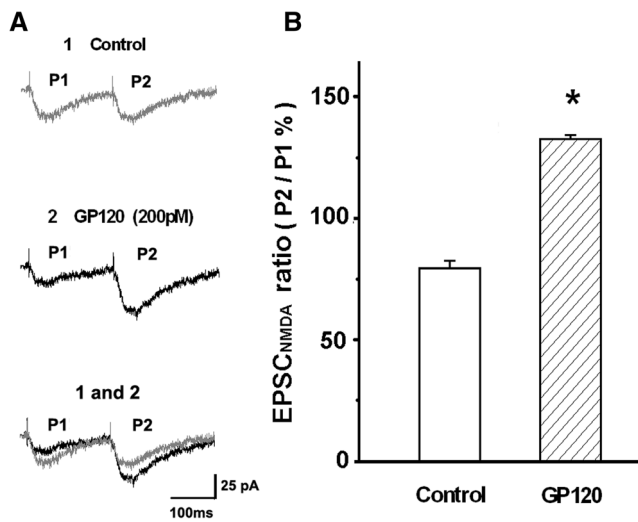 A
1 Control
P1 P2
2 GP120 (200pM)
P1 P2
1 and 2
P1 P2
25 pA
100ms
B
EPSCNMDA ratio ( P2 / P1 % )
150
*
100
50
0
Control GP120